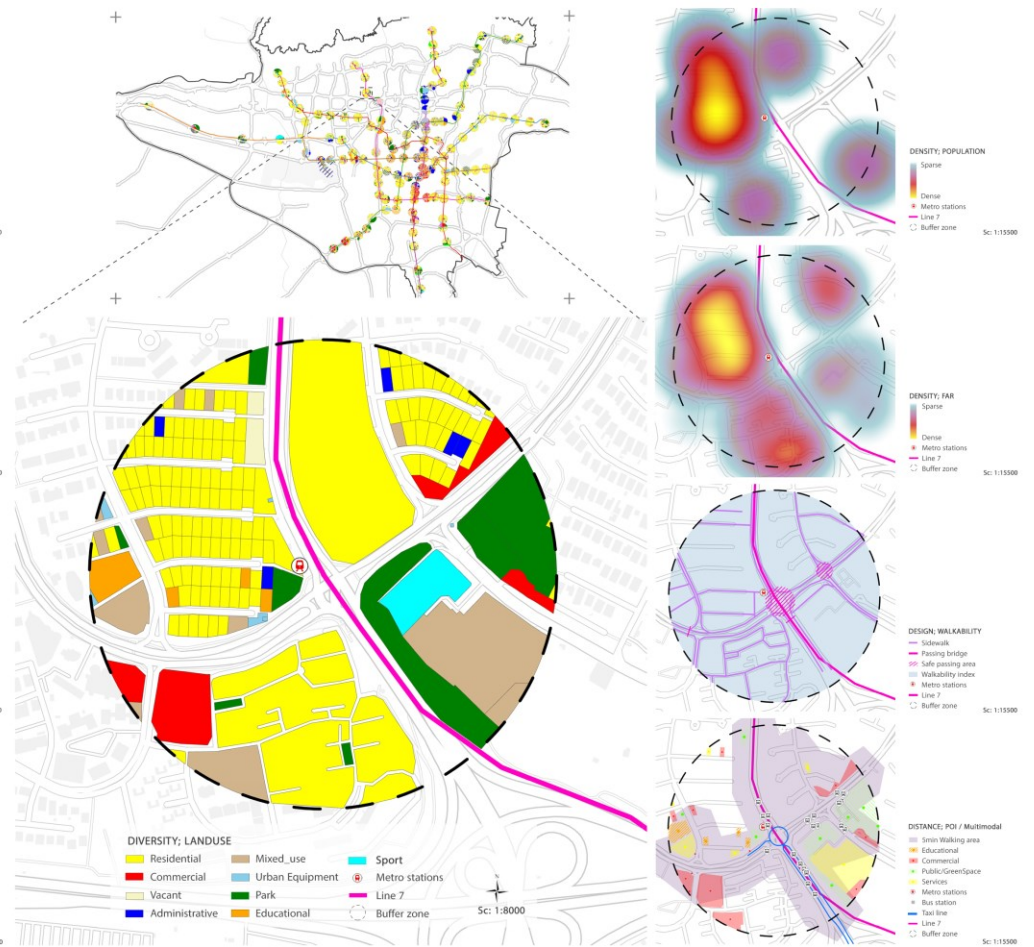 DENSITY; POPULATION
Sparse
Dense
Metro stations
Line 7
Buffer zone
Sc: 1:15500
DENSITY; FAR
Sparse
Dense
Metro stations
Line 7
Buffer zone
Sc: 1:15500
DESIGN; WALKABILITY
Sidewalk
Passing bridge
Safe passing area
Walkability index
Metro stations
Line 7
Buffer zone
Sc: 1:15500
DISTANCE; POI / Multimodal
5min Walking area
Educational
Commercial
Public/GreenSpace
Services
Metro stations
Bus station
Taxi line
Line 7
Buffer zone
Sc: 1:15500
DIVERSITY; LANDUSE
Residential
Commercial
Vacant
Administrative
Mixed_use
Urban Equipment
Park
Educational
Sport
Metro stations
Line 7
Buffer zone
Sc: 1:8000